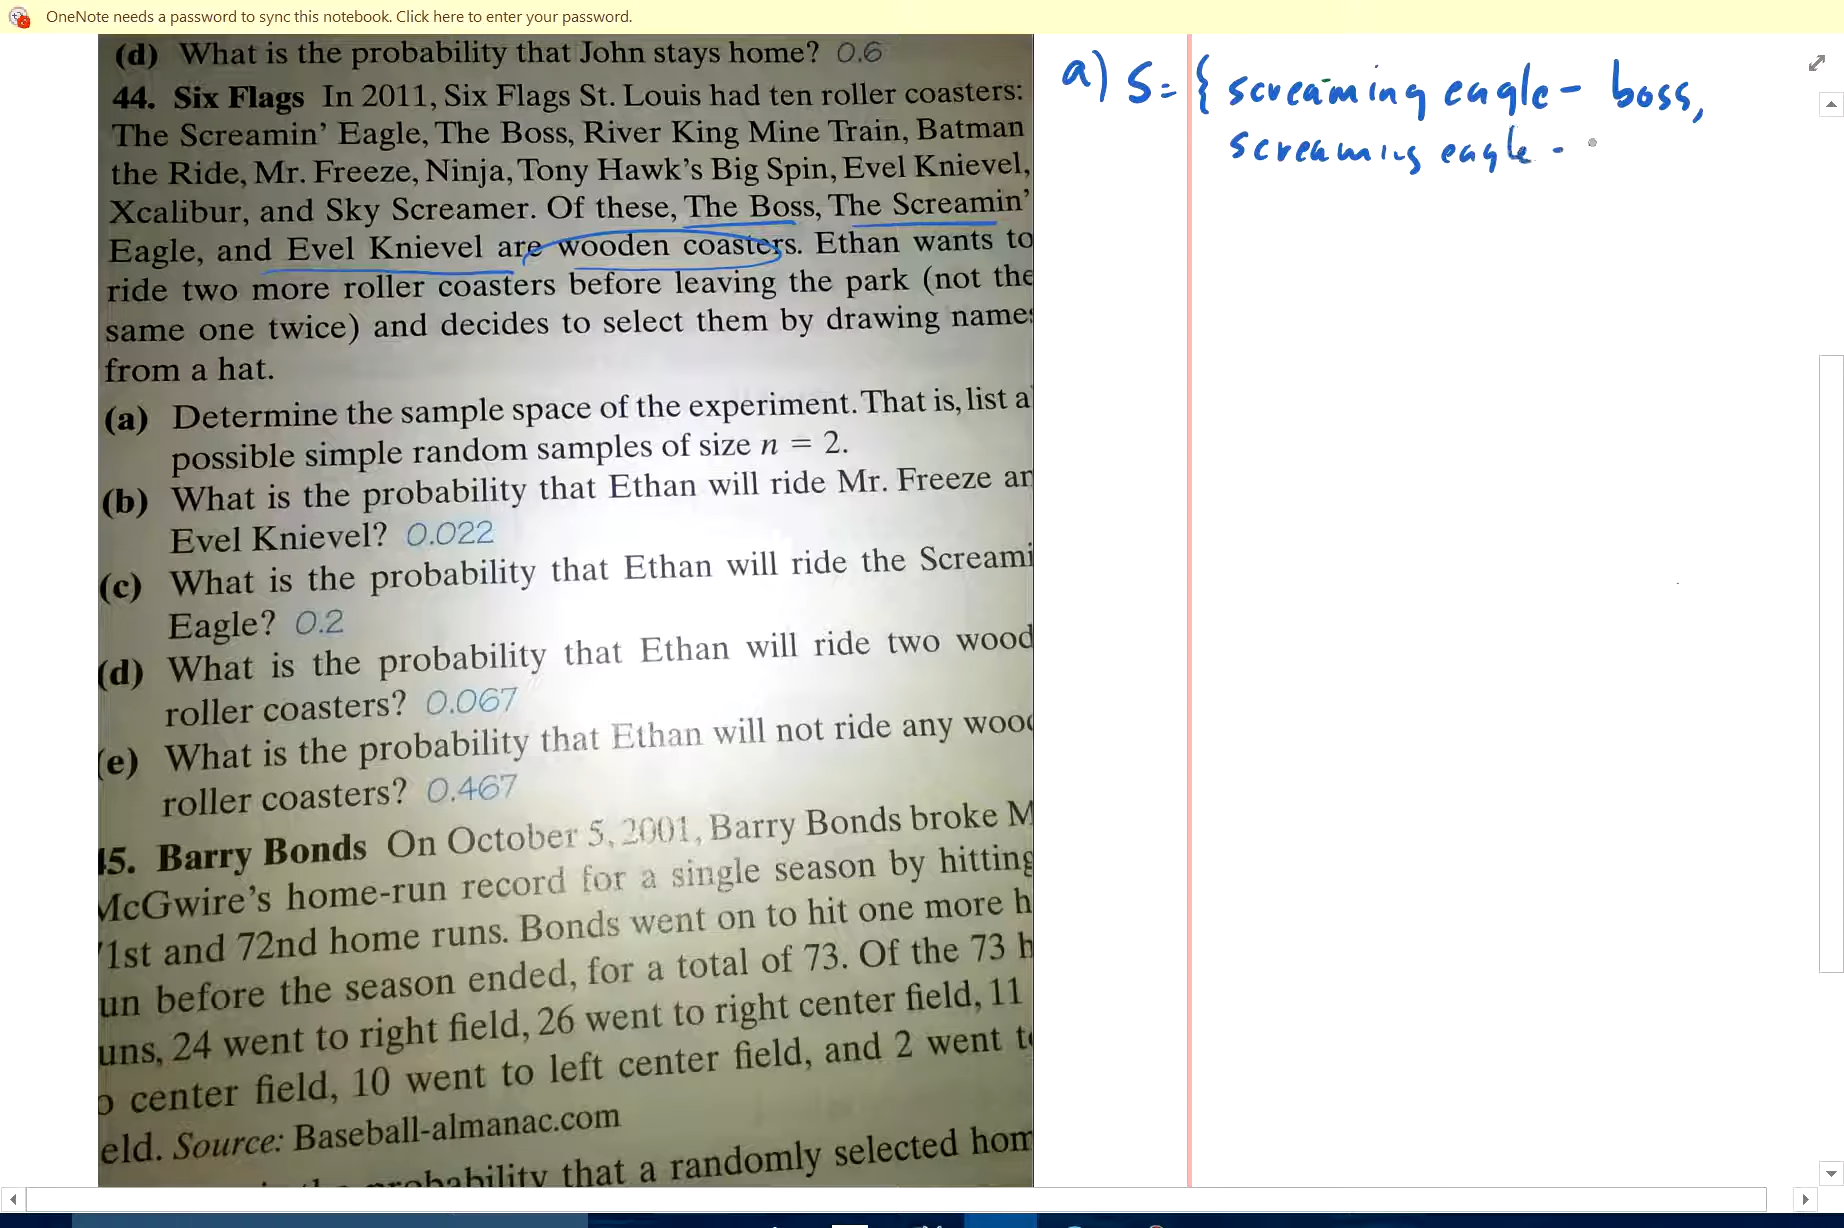 OneNote needs a password to sync this notebook. Click here to enter your password.
(d) What is the probability that John stays home? 0.6
44. Six Flags In 2011, Six Flags St. Louis had ten roller coasters:
The Screamin' Eagle, The Boss, River King Mine Train, Batman
the Ride, Mr. Freeze, Ninja, Tony Hawk's Big Spin, Evel Knievel,
Xcalibur, and Sky Screamer. Of these, The Boss, The Screamin'
Eagle, and Evel Knievel are wooden coasters. Ethan wants to
ride two more roller coasters before leaving the park (not the
same one twice) and decides to select them by drawing name
from a hat.
(a) Determine the sample space of the experiment. That is, list a
possible simple random samples of size n = 2.
(b) What is the probability that Ethan will ride Mr. Freeze an
Evel Knievel? 0.022
(c) What is the probability that Ethan will ride the Screami
Eagle? 0.2
(d) What is the probability that Ethan will ride two wood
roller coasters? 0.067
(e) What is the probability that Ethan will not ride any wood
roller coasters? 0.467
45. Barry Bonds On October 5, 2001, Barry Bonds broke M
McGwire's home-run record for a single season by hitting
71st and 72nd home runs. Bonds went on to hit one more h
un before the season ended, for a total of 73. Of the 73 h
uns, 24 went to right field, 26 went to right center field, 11
o center field, 10 went to left center field, and 2 went to
eld. Source: Baseball-almanac.com
probability that a randomly selected hom
a) S = { screaming eagle - boss,
screaming eagle -